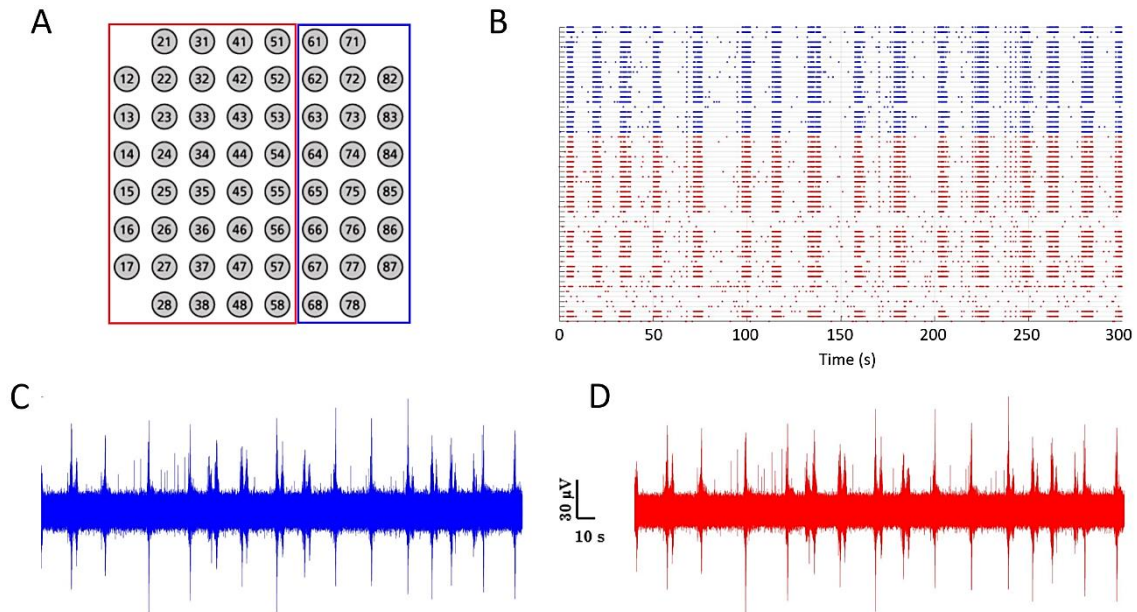 A
21 31 41 51 61 71
12 22 32 42 52 62 72 82
13 23 33 43 53 63 73 83
14 24 34 44 54 64 74 84
15 25 35 45 55 65 75 85
16 26 36 46 56 66 76 86
17 27 37 47 57 67 77 87
28 38 48 58 68 78
B
0 50 100 150 200 250 300
Time (s)
C
D
30 µV
10 s